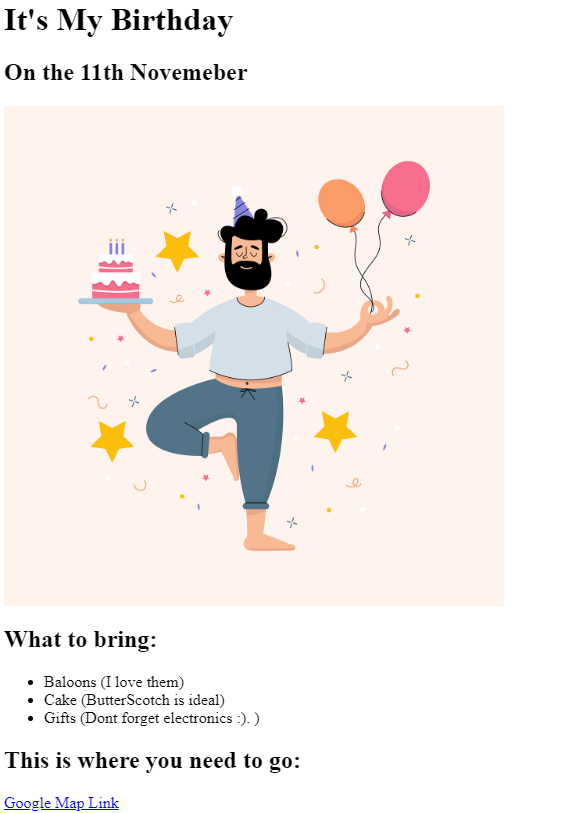 It's My Birthday
On the 11th Novemeber
What to bring:
Baloons (I love them)
Cake (ButterScotch is ideal)
Gifts (Dont forget electronics :). )
This is where you need to go:
Google Map Link